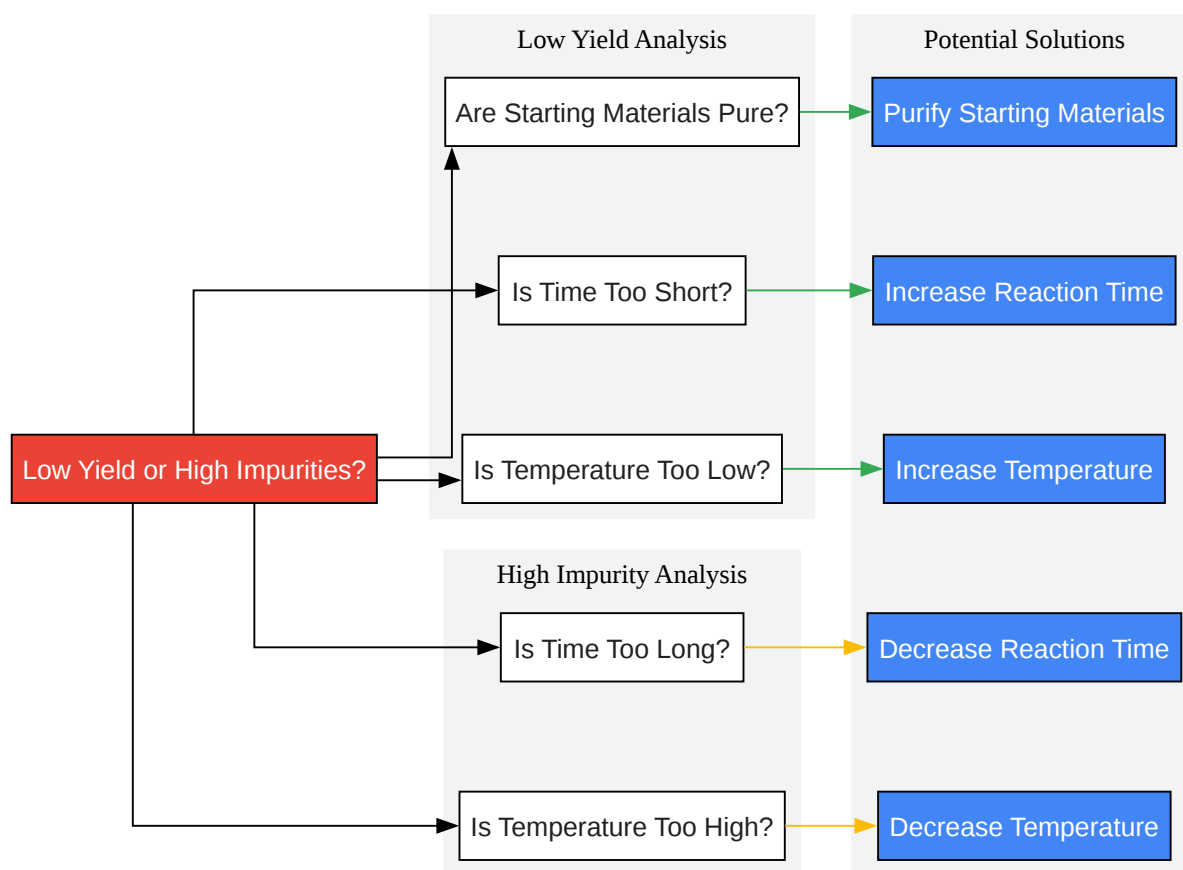 Low Yield Analysis
Potential Solutions
Are Starting Materials Pure?
Purify Starting Materials
Is Time Too Short?
Increase Reaction Time
Low Yield or High Impurities?
Is Temperature Too Low?
Increase Temperature
High Impurity Analysis
Is Time Too Long?
Decrease Reaction Time
Is Temperature Too High?
Decrease Temperature